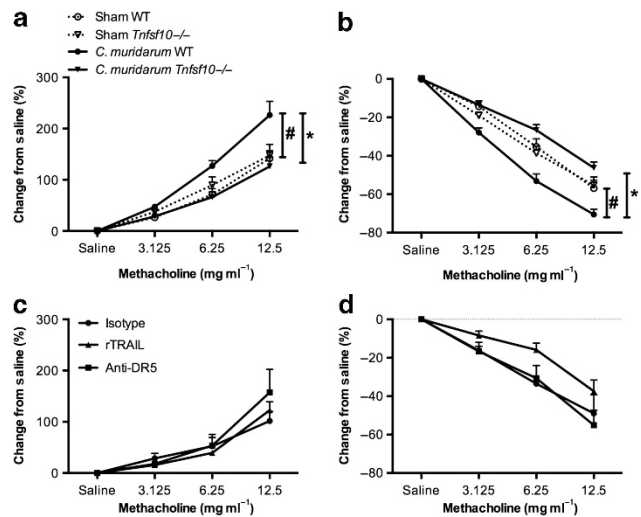 a
Sham WT
Sham Tnfsf10−/−
C. muridarum WT
C. muridarum Tnfsf10−/−
Change from saline (%)
300
200
100
0
# *
Saline 3.125 6.25 12.5
Methacholine (mg ml⁻¹)
b
Change from saline (%)
0
−20
−40
−60
−80
# *
Saline 3.125 6.25 12.5
Methacholine (mg ml⁻¹)
c
Isotype
rTRAIL
Anti-DR5
Change from saline (%)
300
200
100
0
Saline 3.125 6.25 12.5
Methacholine (mg ml⁻¹)
d
Change from saline (%)
0
−20
−40
−60
−80
Saline 3.125 6.25 12.5
Methacholine (mg ml⁻¹)